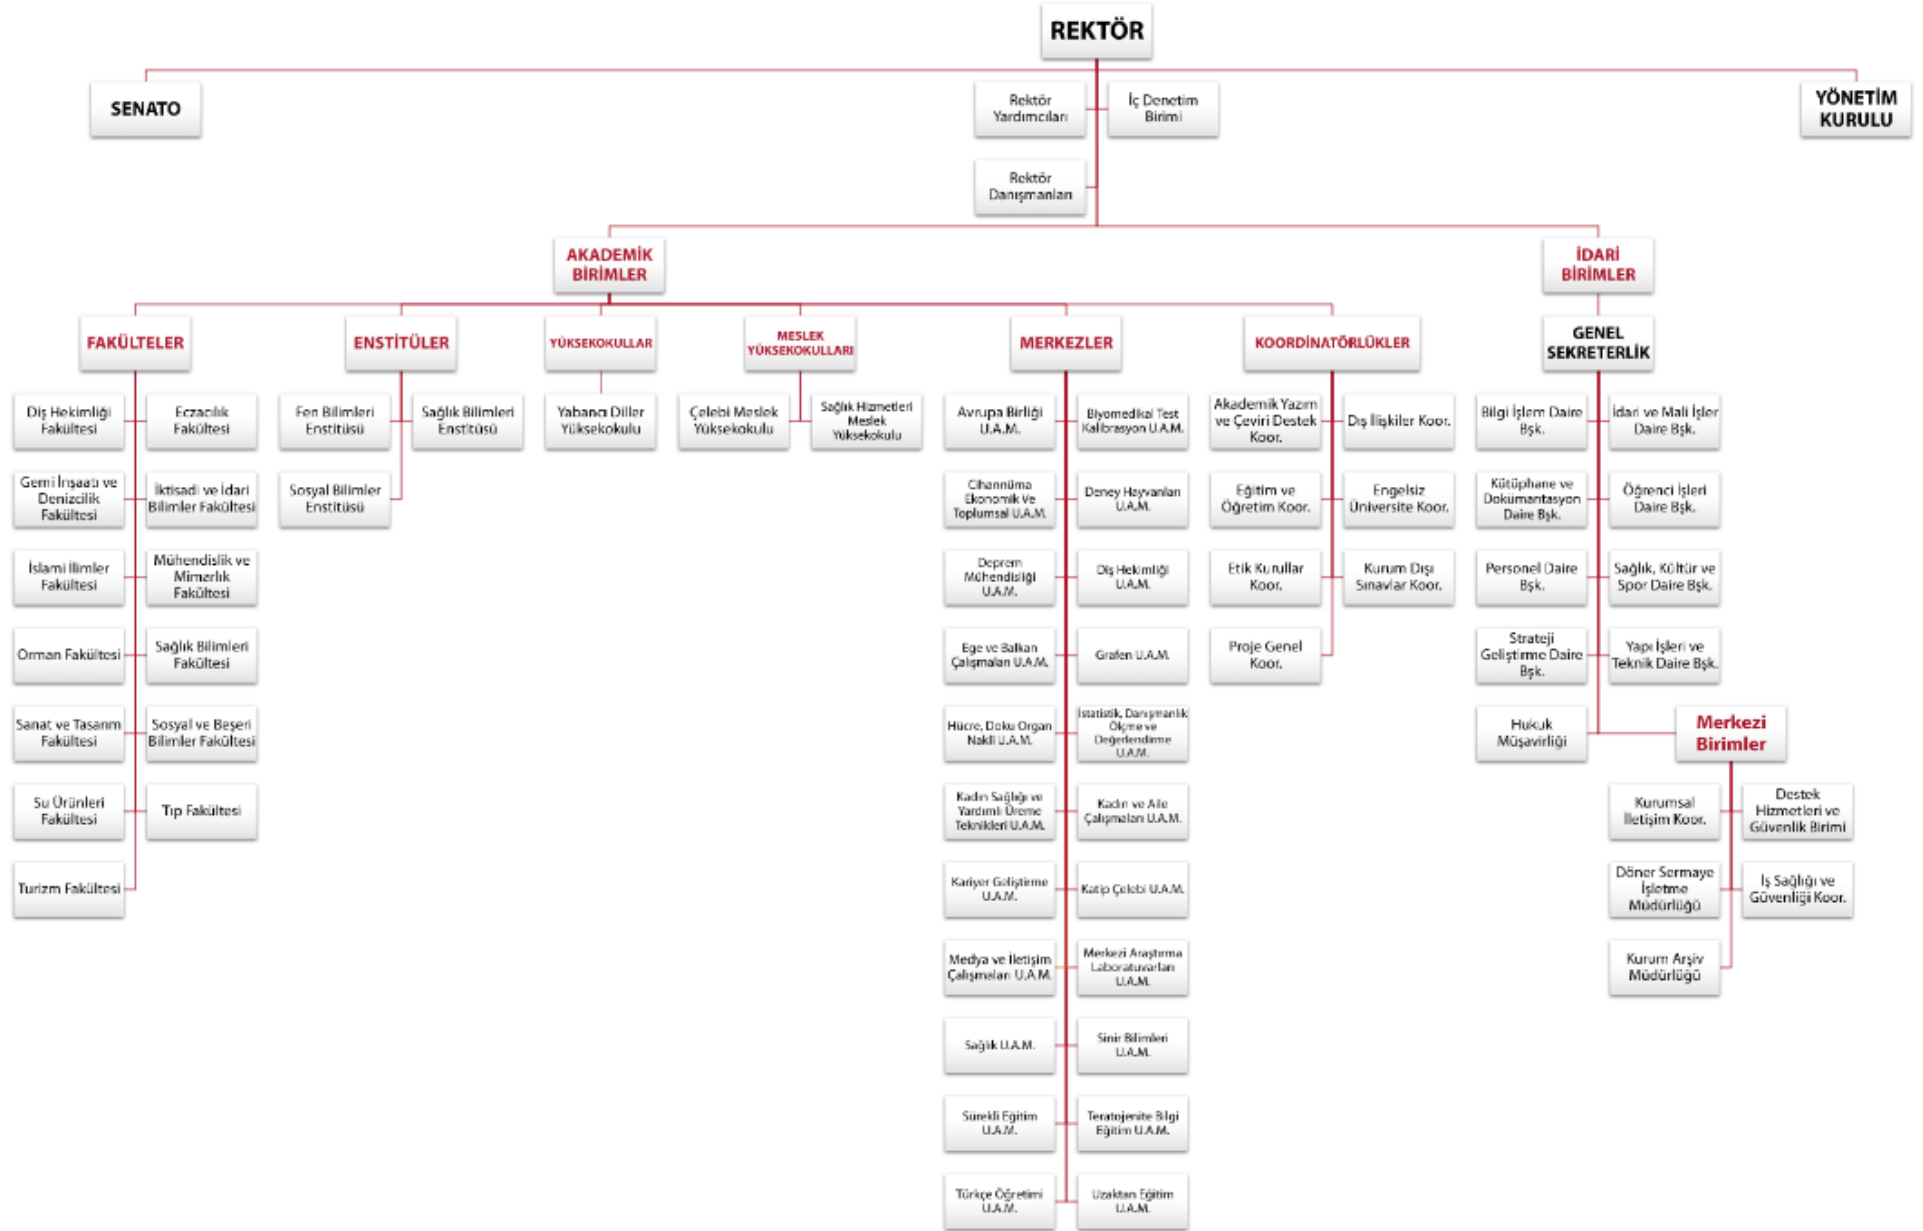 REKTÖR
SENATO
Rektör
Yardımcıları
İç Denetim
Birimi
YÖNETİM
KURULU
Rektör
Danışmanları
AKADEMİK
BİRİMLER
İDARİ
BİRİMLER
FAKÜLTELER
ENSTİTÜLER
YÜKSEKOKULLAR
MESLEK
YÜKSEKOKULLARI
MERKEZLER
KOORDİNATÖRLÜKLER
GENEL
SEKRETERLİK
Diş Hekimliği
Fakültesi
Eczacılık
Fakültesi
Gemi İnşaatı ve
Denizcilik
Fakültesi
İktisadi ve İdari
Bilimler Fakültesi
İslami İlimler
Fakültesi
Mühendislik ve
Mimarlık
Fakültesi
Orman Fakültesi
Sağlık Bilimleri
Fakültesi
Sanat ve Tasarım
Fakültesi
Sosyal ve Beşeri
Bilimler Fakültesi
Su Ürünleri
Fakültesi
Tıp Fakültesi
Turizm Fakültesi
Fen Bilimleri
Enstitüsü
Sağlık Bilimleri
Enstitüsü
Sosyal Bilimler
Enstitüsü
Yabancı Diller
Yüksekokulu
Çelebi Meslek
Yüksekokulu
Sağlık Hizmetleri
Meslek
Yüksekokulu
Avrupa Birliği
U.A.M.
Biyomedikal Test
Kalibrasyon U.A.M.
Cihannüma
Ekonomik Ve
Toplumsal U.A.M.
Deney Hayvanları
U.A.M.
Deprem
Mühendisliği
U.A.M.
Diş Hekimliği
U.A.M.
Ege ve Balkan
Çalışmaları U.A.M.
Grafen U.A.M.
Hücre, Doku Organ
Nakli U.A.M.
İstatistik, Danışmanlık
Ölçme ve
Değerlendirme
U.A.M.
Kadın Sağlığı ve
Yardımlı Üreme
Teknikleri U.A.M.
Kadın ve Aile
Çalışmaları U.A.M.
Kariyer Geliştirme
U.A.M.
Katip Çelebi U.A.M.
Medya ve İletişim
Çalışmaları U.A.M.
Merkezi Araştırma
Laboratuvarları
U.A.M.
Sağlık U.A.M.
Sinir Bilimleri
U.A.M.
Sürekli Eğitim
U.A.M.
Teratojenite Bilgi
Eğitim U.A.M.
Türkçe Öğretimi
U.A.M.
Uzaktan Eğitim
U.A.M.
Akademik Yazım
ve Çeviri Destek
Koor.
Dış İlişkiler Koor.
Eğitim ve
Öğretim Koor.
Engelsiz
Üniversite Koor.
Etik Kurullar
Koor.
Kurum Dışı
Sınavlar Koor.
Proje Genel
Koor.
Bilgi İşlem Daire
Bşk.
İdari ve Mali İşler
Daire Bşk.
Kütüphane ve
Dokümantasyon
Daire Bşk.
Öğrenci İşleri
Daire Bşk.
Personel Daire
Bşk.
Sağlık, Kültür ve
Spor Daire Bşk.
Strateji
Geliştirme Daire
Bşk.
Yapı İşleri ve
Teknik Daire Bşk.
Hukuk
Müşavirliği
Merkezi
Birimler
Kurumsal
İletişim Koor.
Destek
Hizmetleri ve
Güvenlik Birimi
Döner Sermaye
İşletme
Müdürlüğü
İş Sağlığı ve
Güvenliği Koor.
Kurum Arşiv
Müdürlüğü